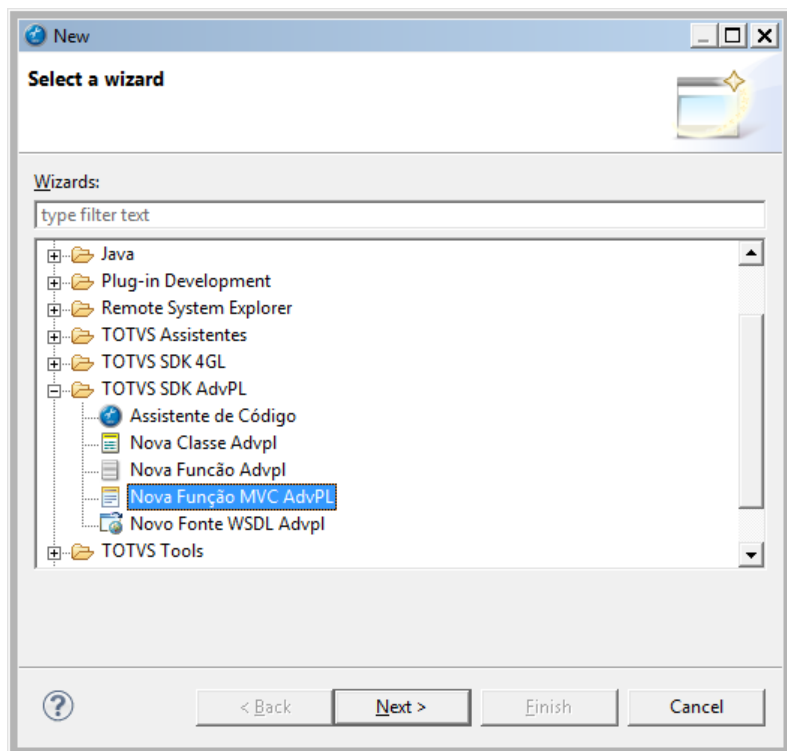 New
Select a wizard
Wizards:
type filter text
Java
Plug-in Development
Remote System Explorer
TOTVS Assistentes
TOTVS SDK 4GL
TOTVS SDK AdvPL
Assistente de Código
Nova Classe Advpl
Nova Funcão Advpl
Nova Função MVC AdvPL
Novo Fonte WSDL Advpl
TOTVS Tools
?
< Back
Next >
Finish
Cancel